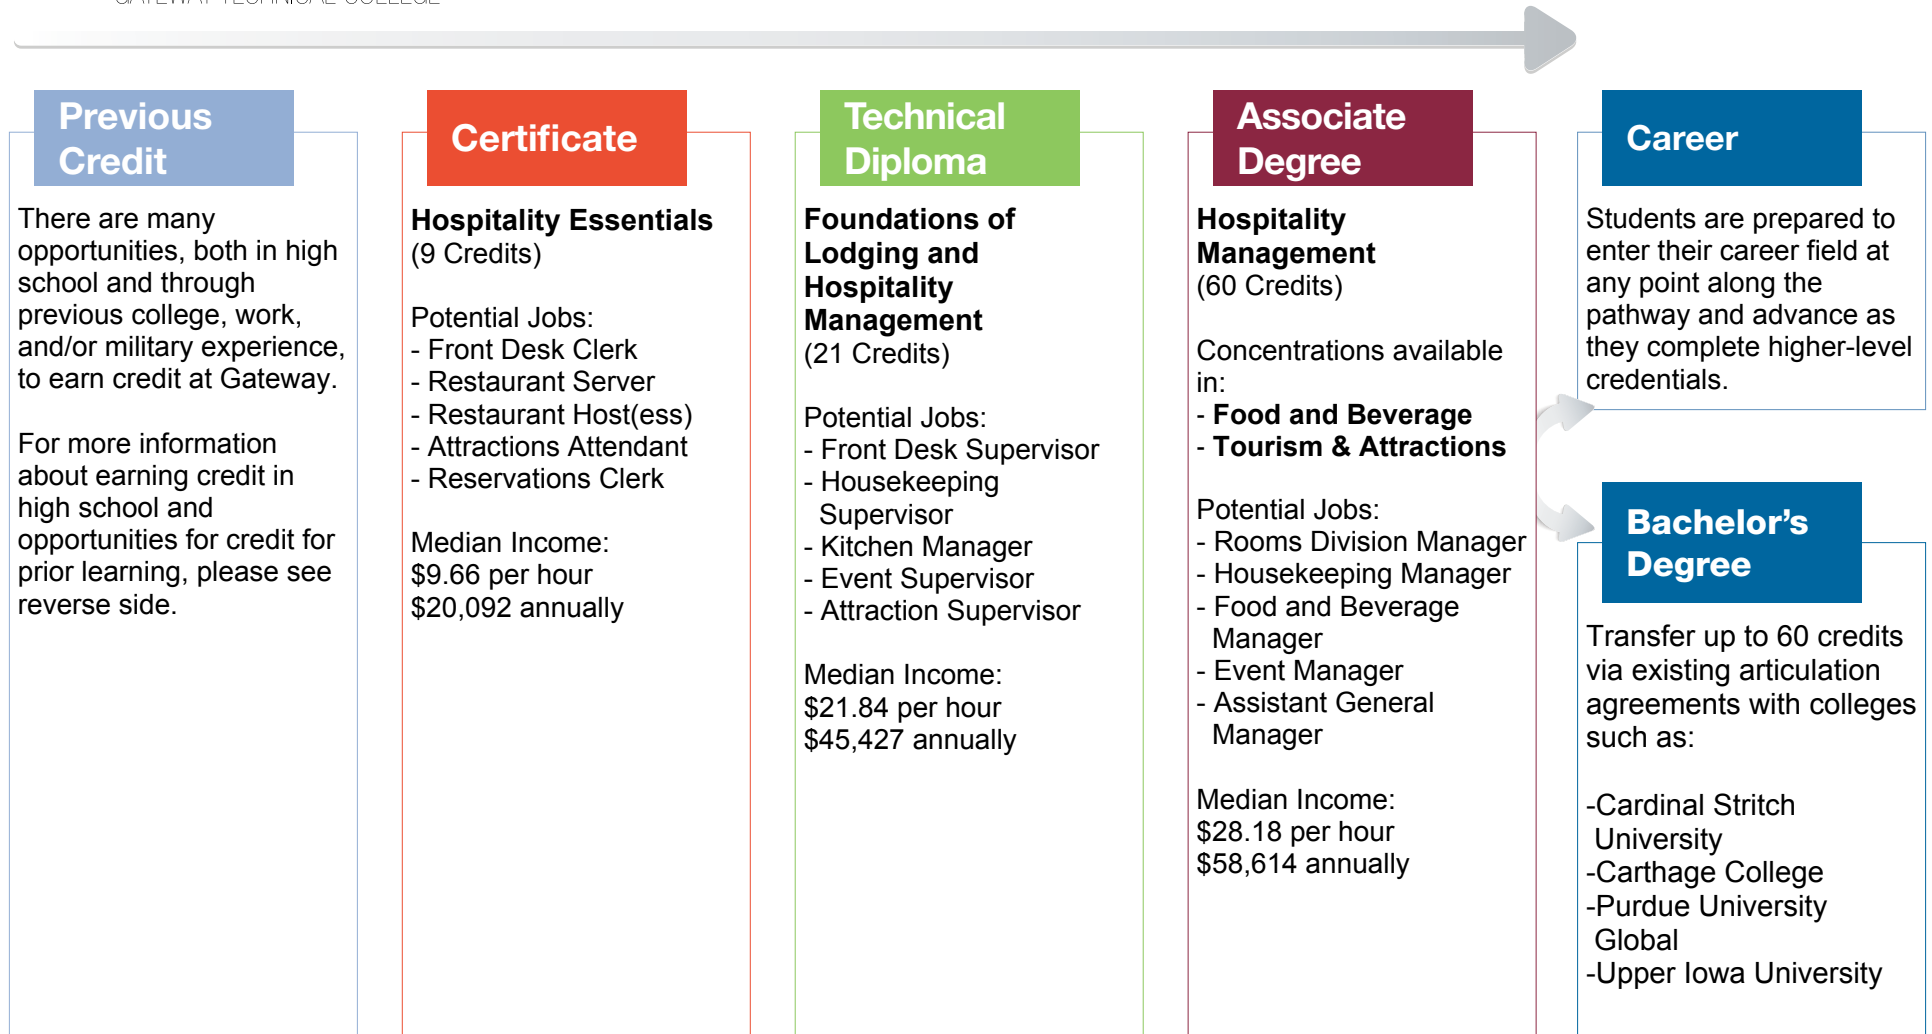 GATEWAY TECHNICAL COLLEGE
Previous
Credit
There are many
opportunities, both in high
school and through
previous college, work,
and/or military experience,
to earn credit at Gateway.
For more information
about earning credit in
high school and
opportunities for credit for
prior learning, please see
reverse side.
Certificate
Hospitality Essentials
(9 Credits)
Potential Jobs:
- Front Desk Clerk
- Restaurant Server
- Restaurant Host(ess)
- Attractions Attendant
- Reservations Clerk
Median Income:
$9.66 per hour
$20,092 annually
Technical
Diploma
Foundations of
Lodging and
Hospitality
Management
(21 Credits)
Potential Jobs:
- Front Desk Supervisor
- Housekeeping
Supervisor
- Kitchen Manager
- Event Supervisor
- Attraction Supervisor
Median Income:
$21.84 per hour
$45,427 annually
Associate
Degree
Hospitality
Management
(60 Credits)
Concentrations available
in:
- Food and Beverage
- Tourism & Attractions
Potential Jobs:
- Rooms Division Manager
- Housekeeping Manager
- Food and Beverage
Manager
- Event Manager
- Assistant General
Manager
Median Income:
$28.18 per hour
$58,614 annually
Career
Students are prepared to
enter their career field at
any point along the
pathway and advance as
they complete higher-level
credentials.
Bachelor's
Degree
Transfer up to 60 credits
via existing articulation
agreements with colleges
such as:
-Cardinal Stritch
University
-Carthage College
-Purdue University
Global
-Upper Iowa University